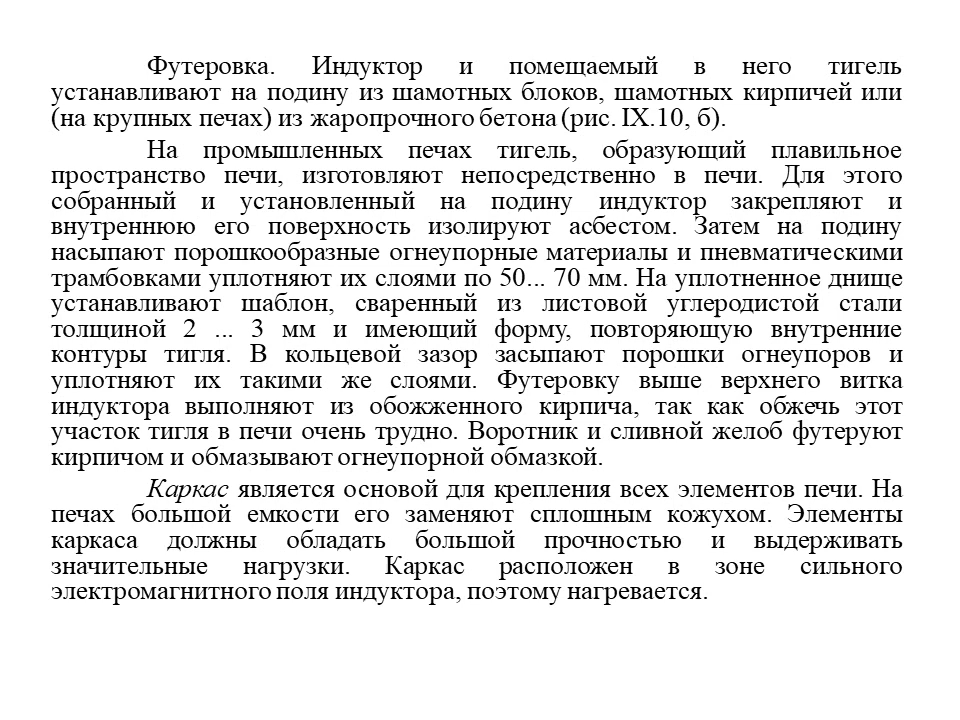 Футеровка. Индуктор и помещаемый в него тигель
устанавливают на подину из шамотных блоков, шамотных кирпичей или
(на крупных печах) из жаропрочного бетона (рис. IX.10, б).
На промышленных печах тигель, образующий плавильное
пространство печи, изготовляют непосредственно в печи. Для этого
собранный и установленный на подину индуктор закрепляют и
внутреннюю его поверхность изолируют асбестом. Затем на подину
насыпают порошкообразные огнеупорные материалы и пневматическими
трамбовками уплотняют их слоями по 50... 70 мм. На уплотненное днище
устанавливают шаблон, сваренный из листовой углеродистой стали
толщиной 2 ... 3 мм и имеющий форму, повторяющую внутренние
контуры тигля. В кольцевой зазор засыпают порошки огнеупоров и
уплотняют их такими же слоями. Футеровку выше верхнего витка
индуктора выполняют из обожженного кирпича, так как обжечь этот
участок тигля в печи очень трудно. Воротник и сливной желоб футеруют
кирпичом и обмазывают огнеупорной обмазкой.
Каркас является основой для крепления всех элементов печи. На
печах большой емкости его заменяют сплошным кожухом. Элементы
каркаса должны обладать большой прочностью и выдерживать
значительные нагрузки. Каркас расположен в зоне сильного
электромагнитного поля индуктора, поэтому нагревается.